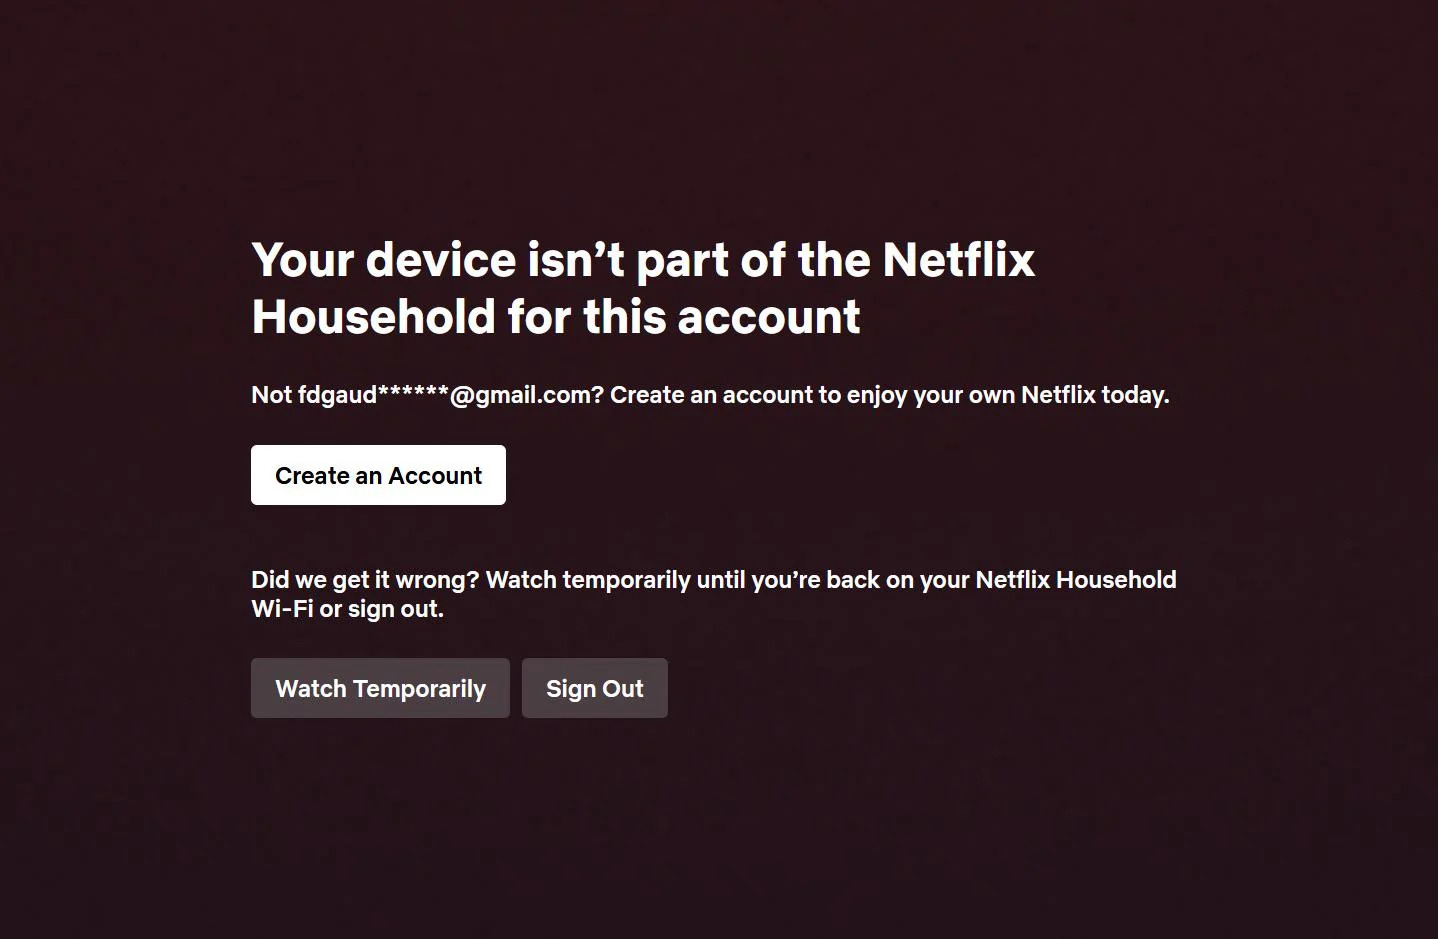 Your device isn’t part of the Netflix
Household for this account
Not fdgaud******@gmail.com? Create an account to enjoy your own Netflix today.
Create an Account
Did we get it wrong? Watch temporarily until you’re back on your Netflix Household
Wi-Fi or sign out.
Watch Temporarily
Sign Out